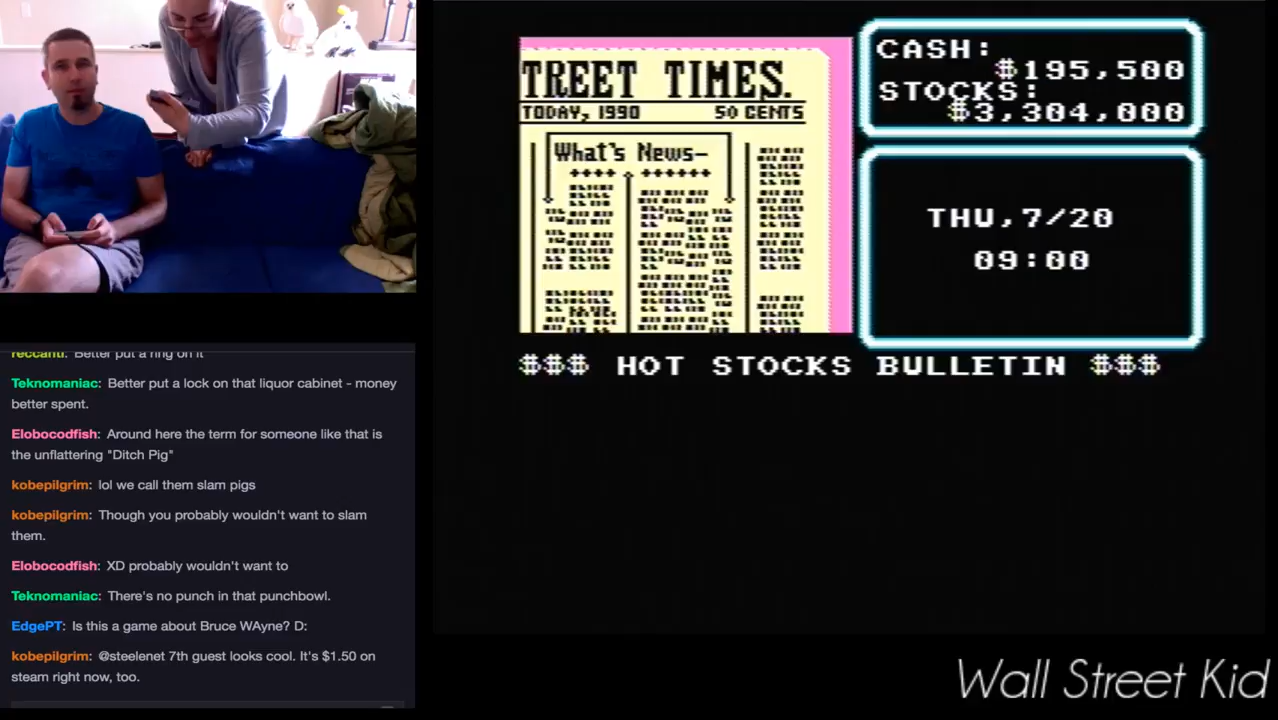 reccanti: Better put a ring on it
Teknomaniac: Better put a lock on that liquor cabinet - money
better spent.
Elobocodfish: Around here the term for someone like that is
the unflattering "Ditch Pig"
kobepilgrim: lol we call them slam pigs
kobepilgrim: Though you probably wouldn't want to slam
them.
Elobocodfish: XD probably wouldn't want to
Teknomaniac: There's no punch in that punchbowl.
EdgePT: Is this a game about Bruce WAyne? D:
kobepilgrim: @steelenet 7th guest looks cool. It's $1.50 on
steam right now, too.
TREET TIMES.
TODAY, 1990 50 CENTS
What's News—
CASH:
$195,500
STOCKS:
$3,304,000
THU,7/20
09:00
$$$ HOT STOCKS BULLETIN $$$
Wall Street Kid